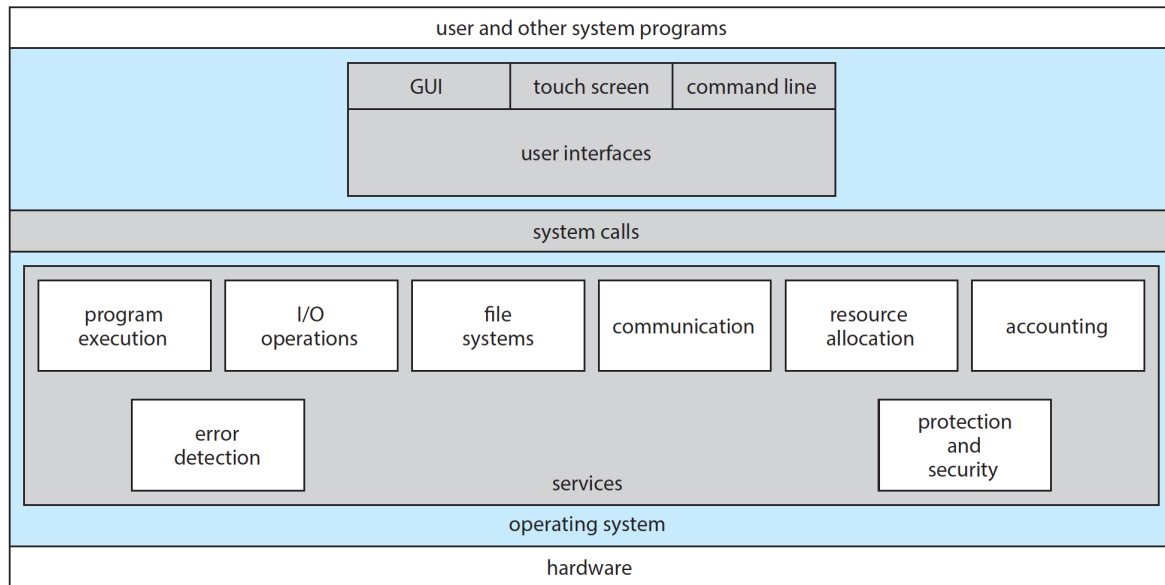 user and other system programs
GUI
touch screen
command line
user interfaces
system calls
program
execution
I/O
operations
file
systems
communication
resource
allocation
accounting
error
detection
protection
and
security
services
operating system
hardware